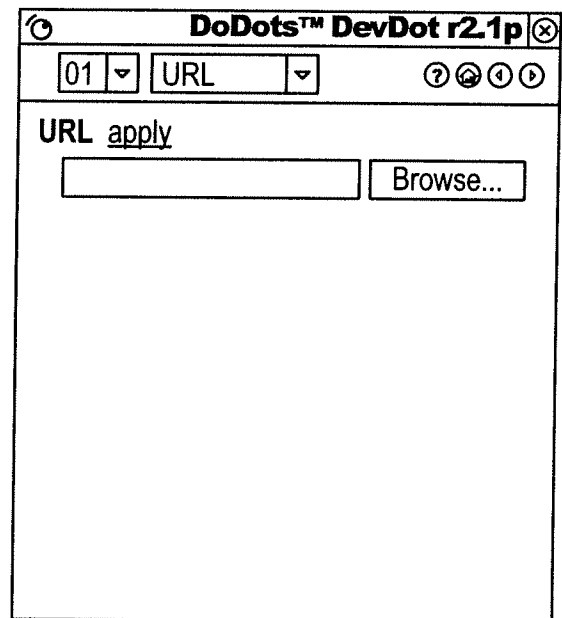 DoDots™ DevDot r2.1p
01 URL ?
URL apply
Browse...